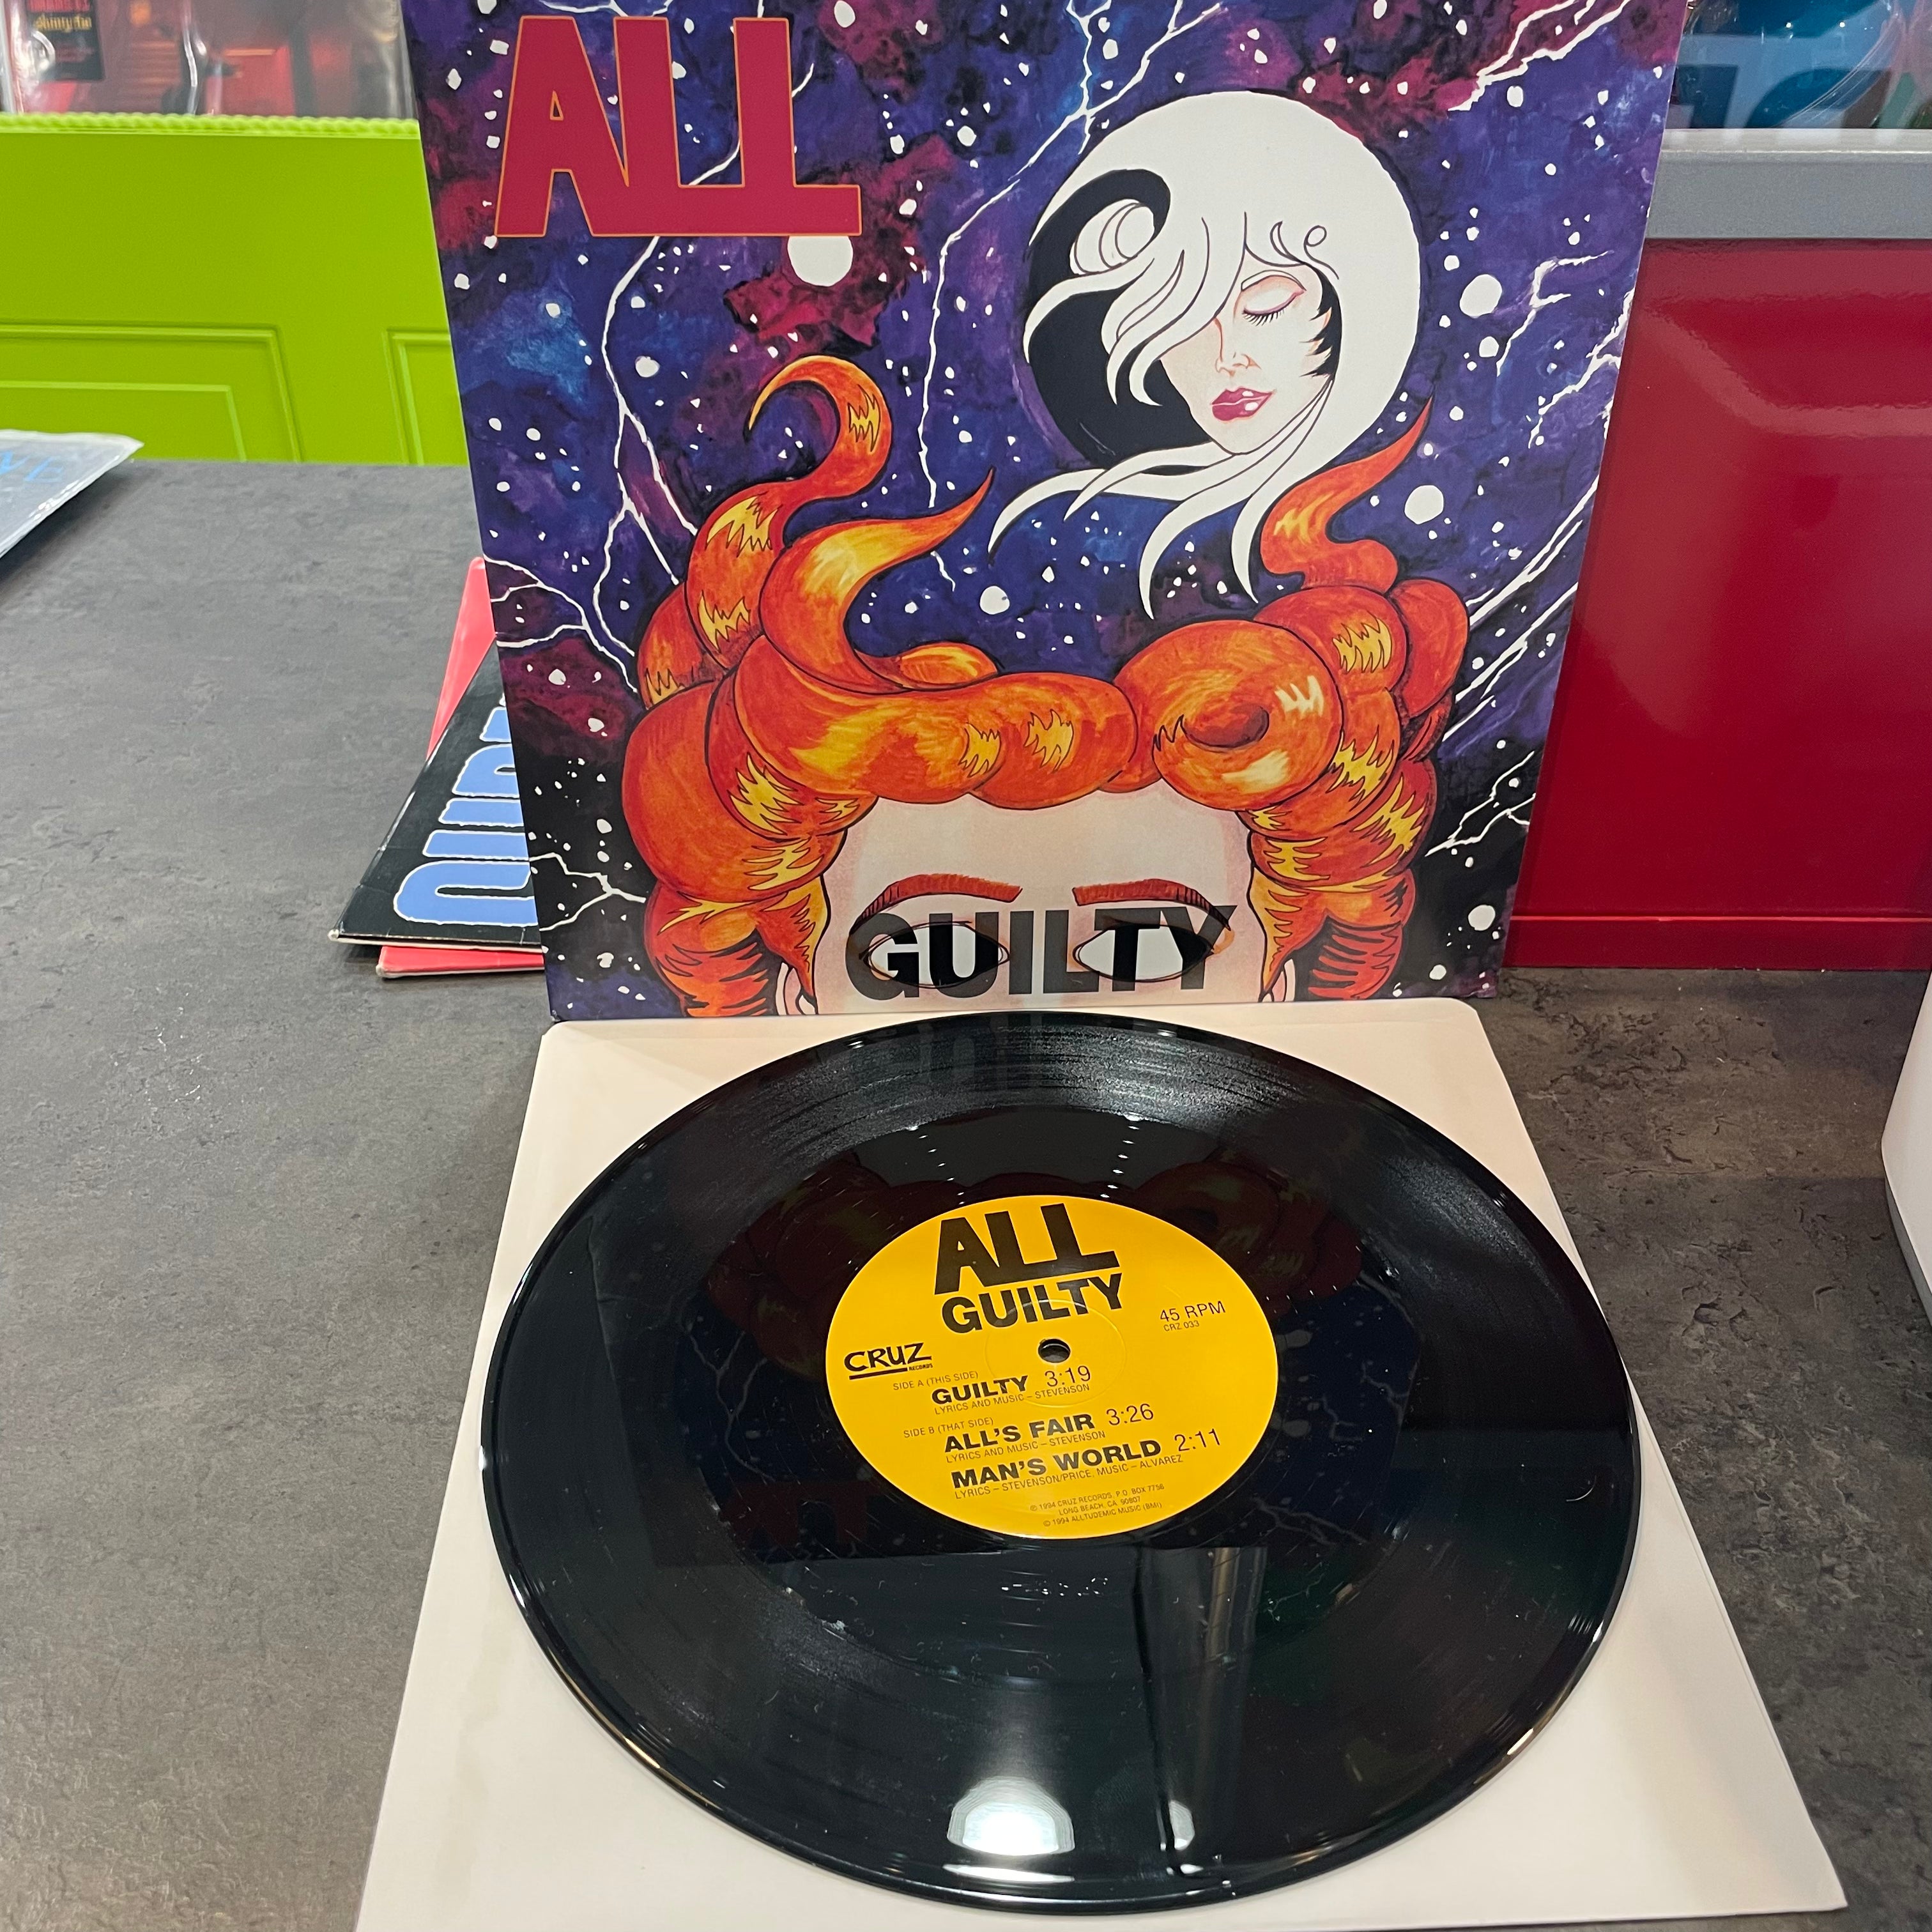 ALL
GUILTY
ALL
GUILTY
45 RPM
CRZ 033
CRUZ
RECORDS
SIDE A (THIS SIDE)
GUILTY 3:19
LYRICS AND MUSIC – STEVENSON
SIDE B (THAT SIDE)
ALL'S FAIR 3:26
LYRICS AND MUSIC – STEVENSON
MAN'S WORLD 2:11
LYRICS – STEVENSON/PRICE, MUSIC – ALVAREZ
℗ 1994 CRUZ RECORDS, P.O. BOX 7756
LONG BEACH, CA. 90807
© 1994 ALLTUDEMIC MUSIC (BMI)